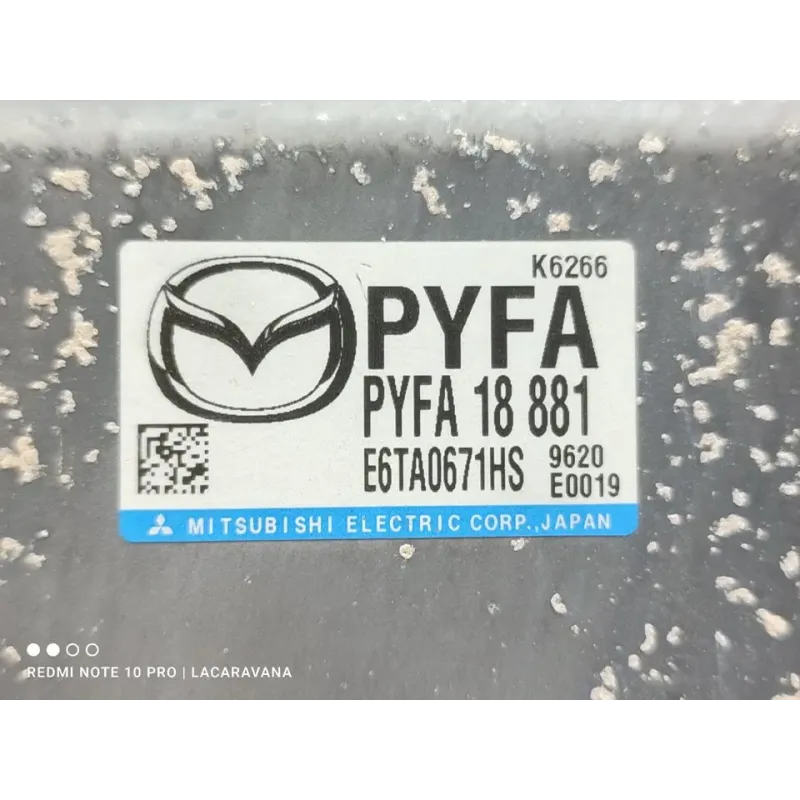 K6266
PYFA
PYFA 18 881
E6TA0671HS 9620
E0019
MITSUBISHI ELECTRIC CORP., JAPAN
REDMI NOTE 10 PRO | LACARAVANA